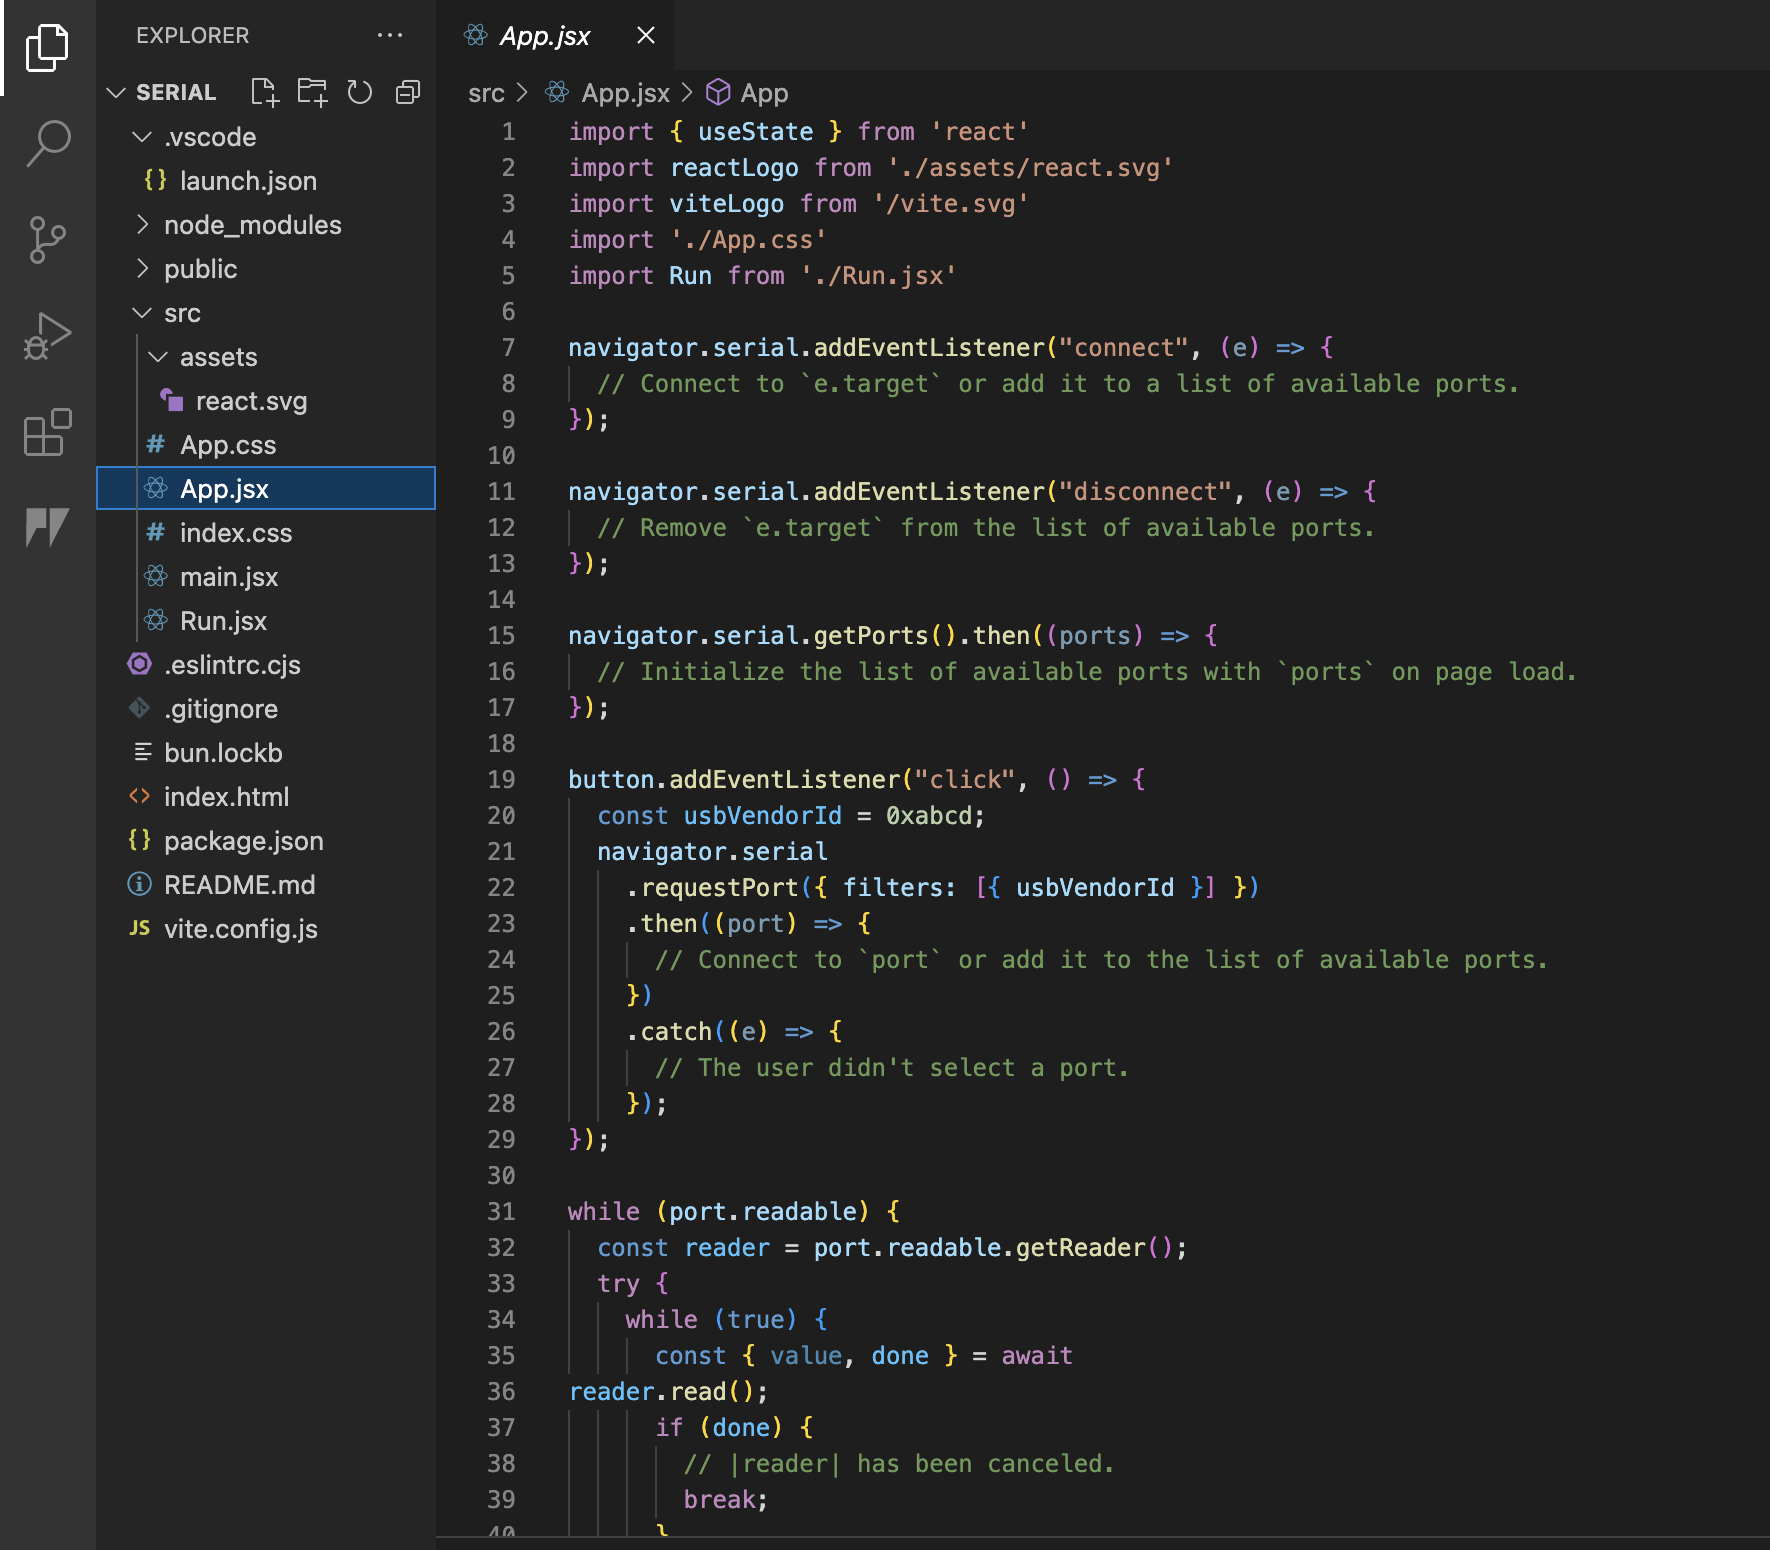 EXPLORER
SERIAL
.vscode
{} launch.json
node_modules
public
src
assets
react.svg
# App.css
App.jsx
# index.css
main.jsx
Run.jsx
.eslintrc.cjs
.gitignore
bun.lockb
<> index.html
{} package.json
README.md
JS vite.config.js
App.jsx
src > App.jsx > App
1 import { useState } from 'react'
2 import reactLogo from './assets/react.svg'
3 import viteLogo from '/vite.svg'
4 import './App.css'
5 import Run from './Run.jsx'
6
7 navigator.serial.addEventListener("connect", (e) => {
8   // Connect to `e.target` or add it to a list of available ports.
9 });
10
11 navigator.serial.addEventListener("disconnect", (e) => {
12   // Remove `e.target` from the list of available ports.
13 });
14
15 navigator.serial.getPorts().then((ports) => {
16   // Initialize the list of available ports with `ports` on page load.
17 });
18
19 button.addEventListener("click", () => {
20   const usbVendorId = 0xabcd;
21   navigator.serial
22     .requestPort({ filters: [{ usbVendorId }] })
23     .then((port) => {
24       // Connect to `port` or add it to the list of available ports.
25     })
26     .catch((e) => {
27       // The user didn't select a port.
28     });
29 });
30
31 while (port.readable) {
32   const reader = port.readable.getReader();
33   try {
34     while (true) {
35       const { value, done } = await
36 reader.read();
37       if (done) {
38         // |reader| has been canceled.
39         break;
40       }